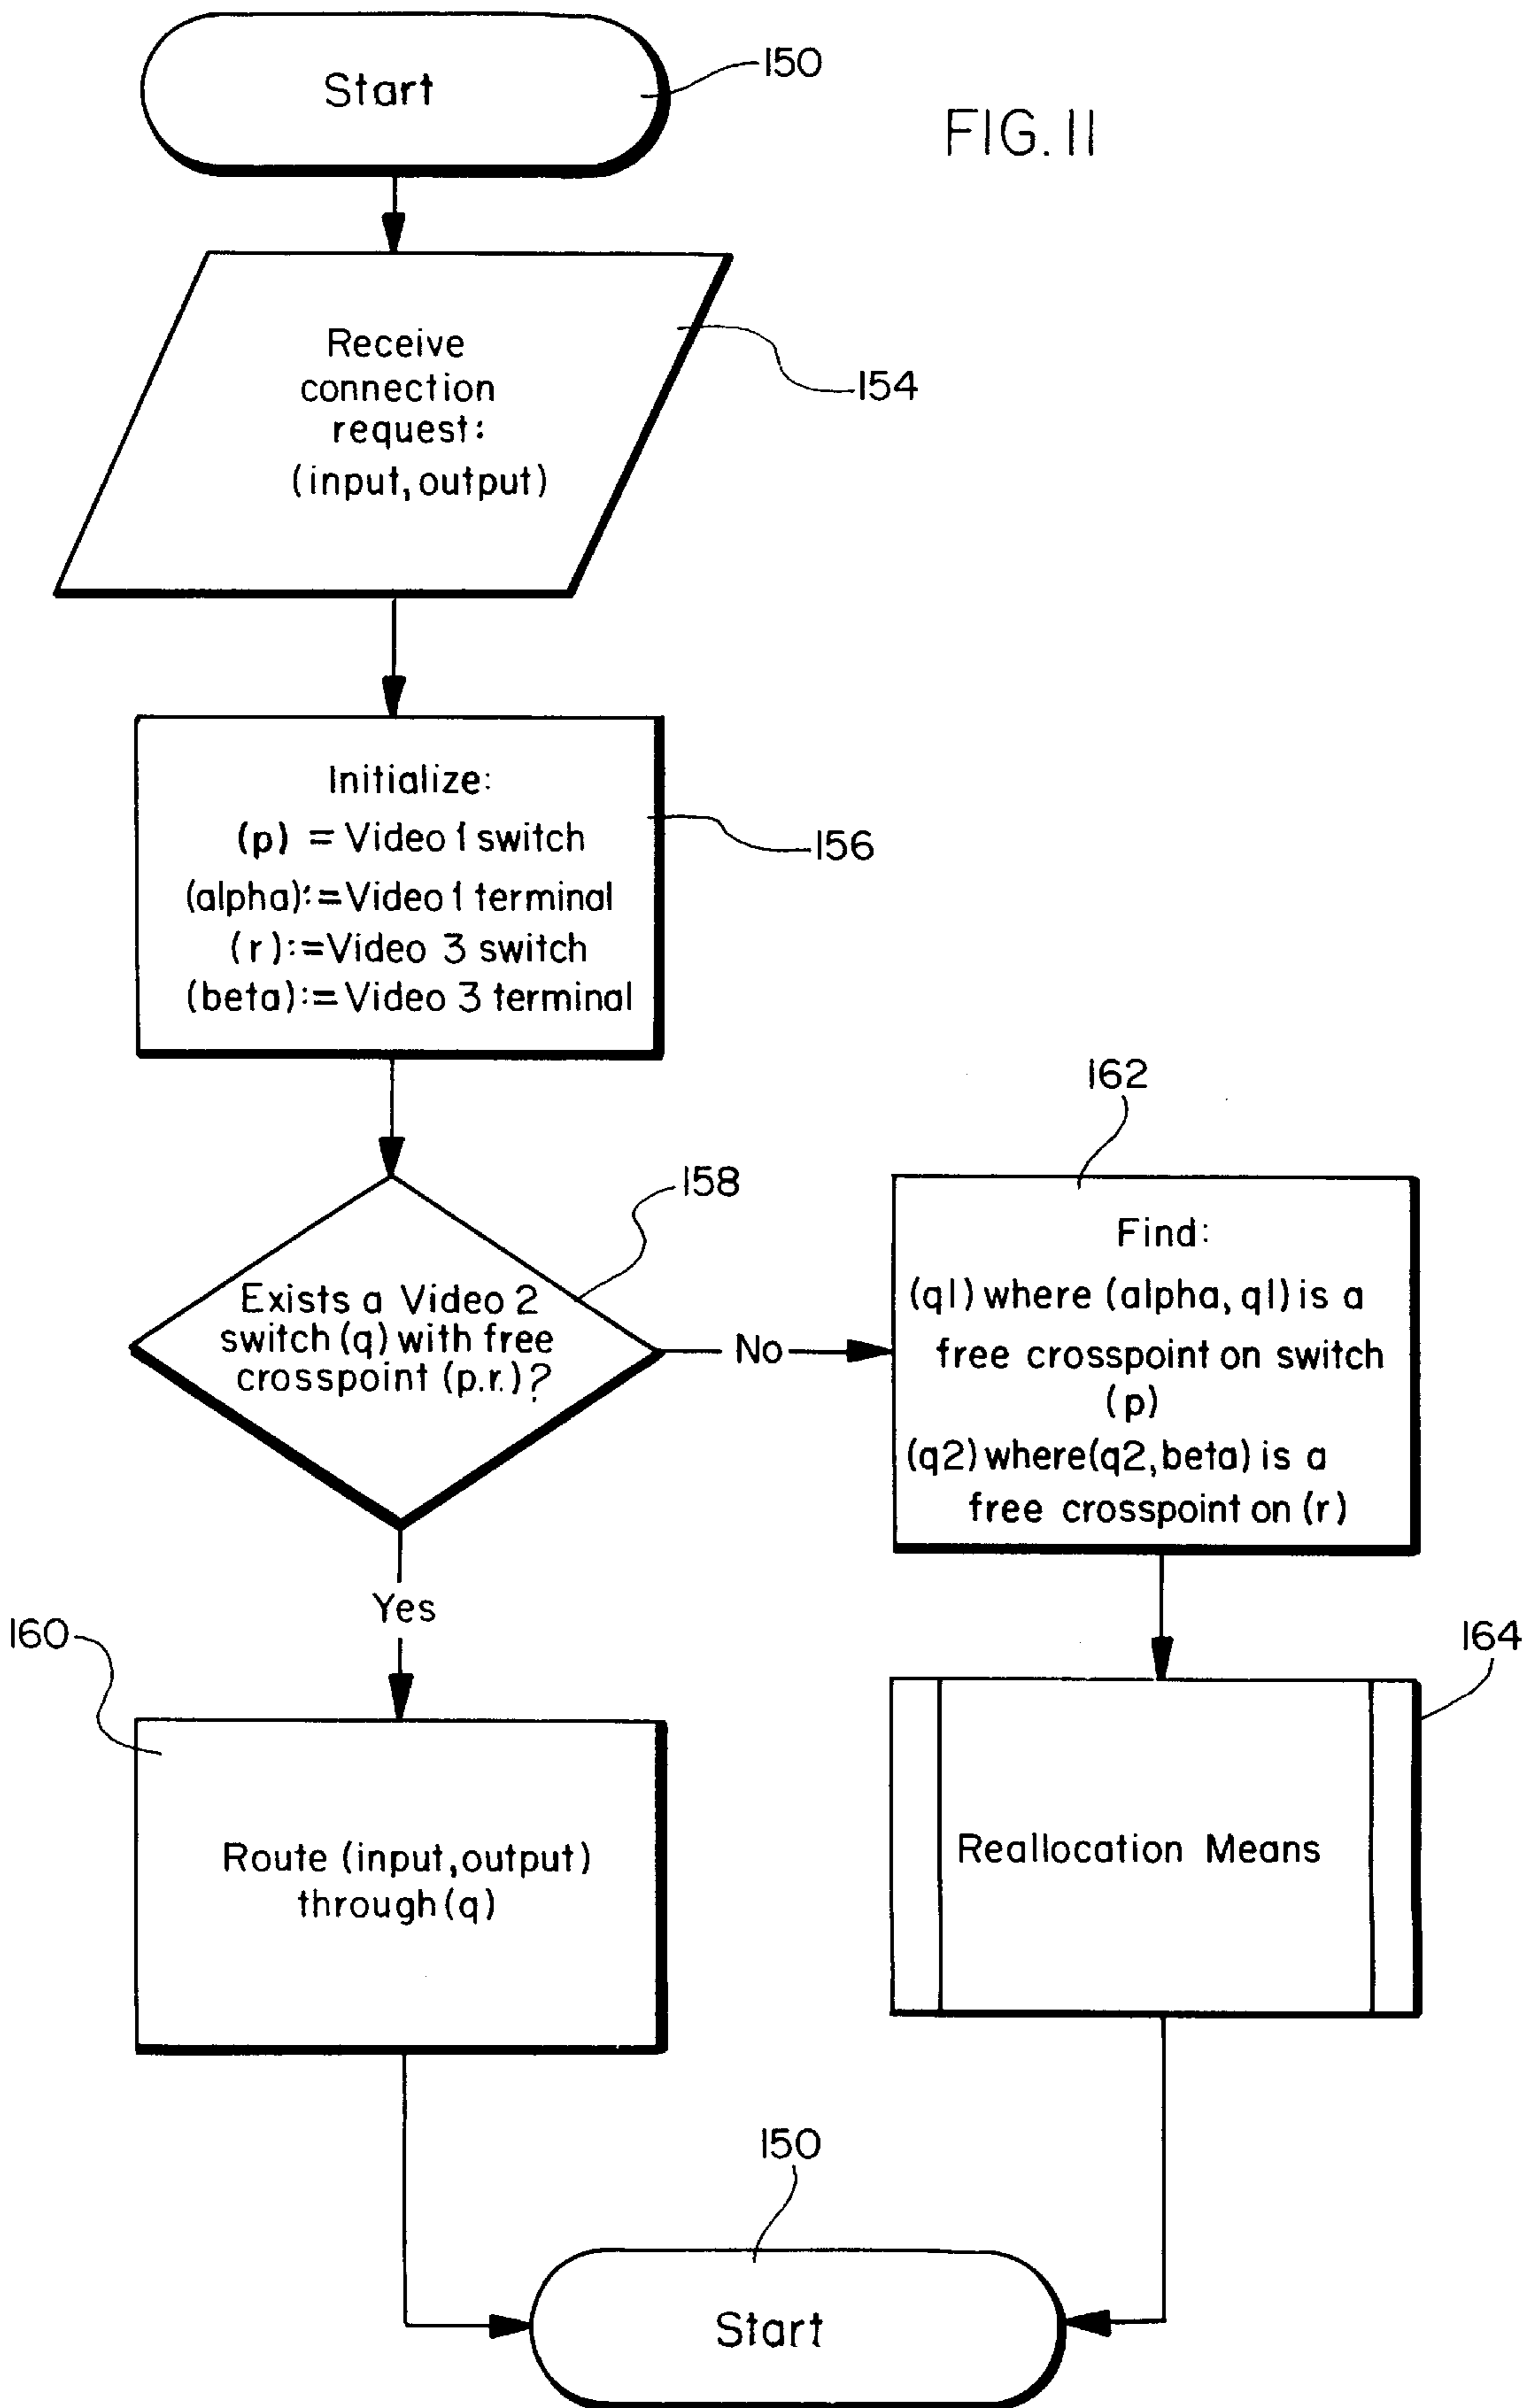 Start
150
FIG. 11
Receive
connection
request:
(input, output)
154
Initialize:
(p) = Video 1 switch
(alpha):=Video 1 terminal
(r):=Video 3 switch
(beta):=Video 3 terminal
156
Exists a Video 2
switch (q) with free
crosspoint (p.r.)?
158
No
162
Find:
(q1) where (alpha, q1) is a
free crosspoint on switch
(p)
(q2) where (q2, beta) is a
free crosspoint on (r)
Yes
160
Route (input, output)
through (q)
164
Reallocation Means
150
Start